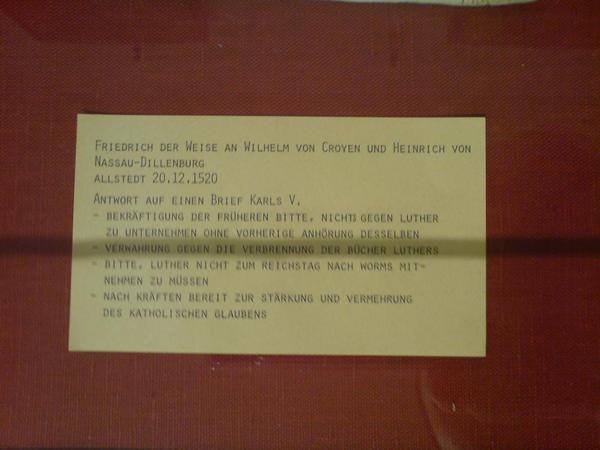 Friedrich der Weise an Wilhelm von Croyen und Heinrich von
Nassau-Dillenburg
Allstedt 20.12.1520
Antwort auf einen Brief Karls V.
- Bekräftigung der früheren Bitte, nichts gegen Luther
zu unternehmen ohne vorherige Anhörung desselben
- Verwahrung gegen die Verbrennung der Bücher Luthers
- Bitte, Luther nicht zum Reichstag nach Worms mit-
nehmen zu müssen
- nach Kräften bereit zur Stärkung und Vermehrung
des katholischen Glaubens